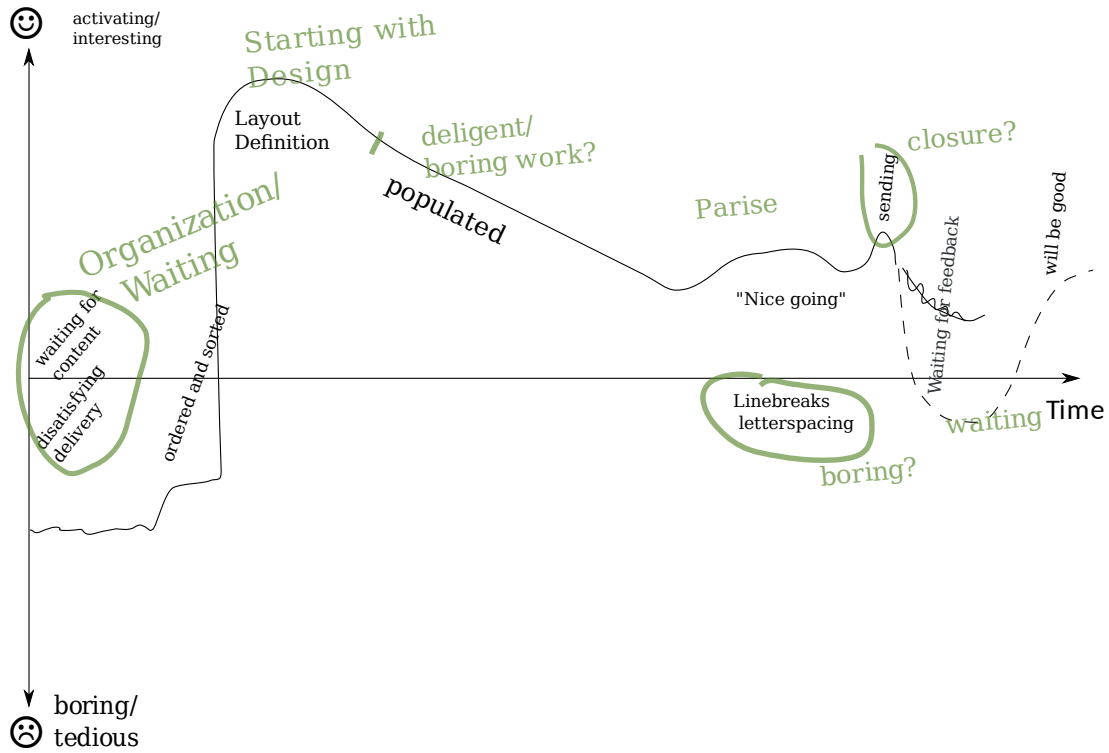 activating/
interesting
Starting with
Design
Layout
Definition
deligent/
boring work?
populated
closure?
sending
Parise
"Nice going"
Waiting for feedback
will be good
Organization/
Waiting
waiting for
content
disatisfying
delivery
ordered and sorted
Linebreaks
letterspacing
boring?
waiting
Time
boring/
tedious